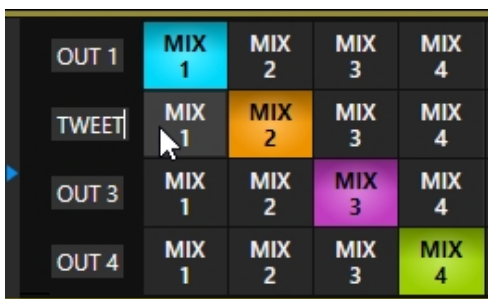 OUT 1 MIX 1 MIX 2 MIX 3 MIX 4
TWEET MIX 1 MIX 2 MIX 3 MIX 4
OUT 3 MIX 1 MIX 2 MIX 3 MIX 4
OUT 4 MIX 1 MIX 2 MIX 3 MIX 4